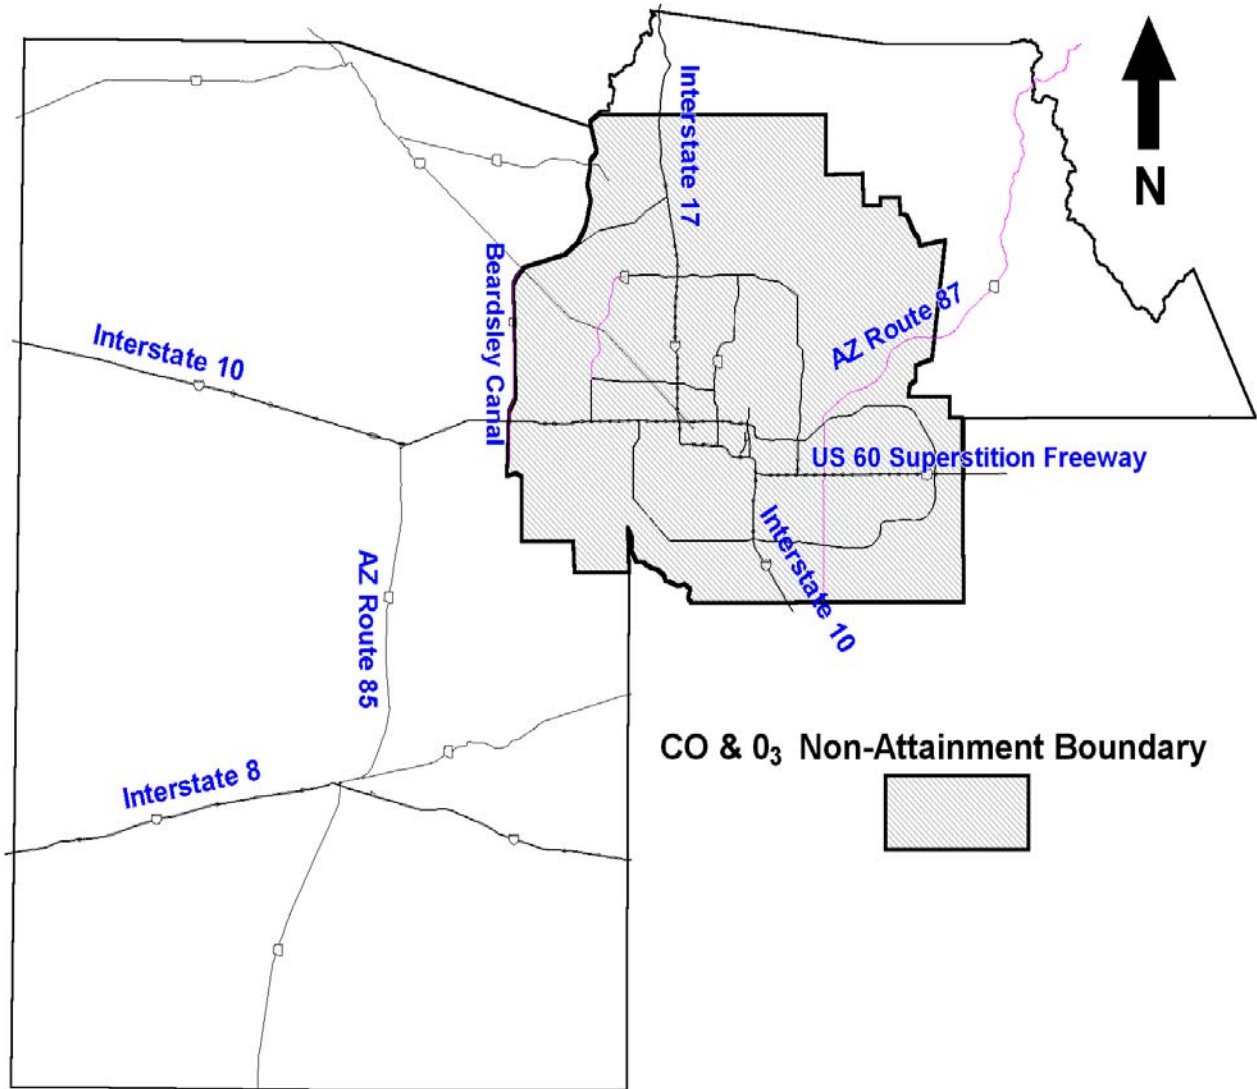 N
Interstate 17
Beardsley Canal
Interstate 10
AZ Route 87
US 60 Superstition Freeway
Interstate 10
AZ Route 85
CO & 0₃ Non-Attainment Boundary
Interstate 8